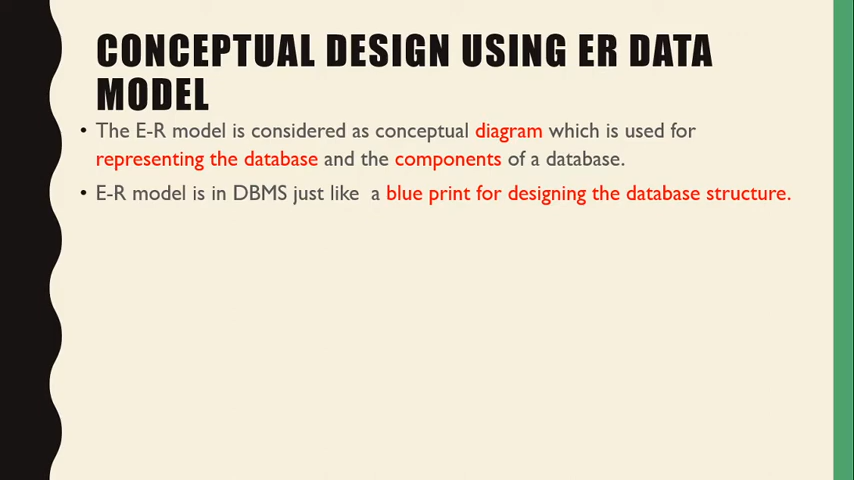 CONCEPTUAL DESIGN USING ER DATA
MODEL
• The E-R model is considered as conceptual diagram which is used for
representing the database and the components of a database.
• E-R model is in DBMS just like a blue print for designing the database structure.